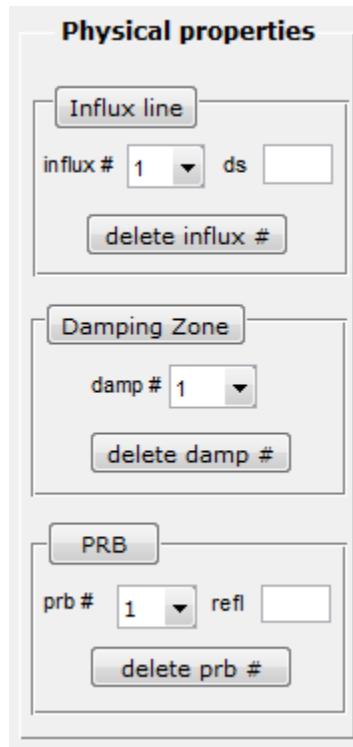 Physical properties
Influx line
influx # 1 ds
delete influx #
Damping Zone
damp # 1
delete damp #
PRB
prb # 1 refl
delete prb #